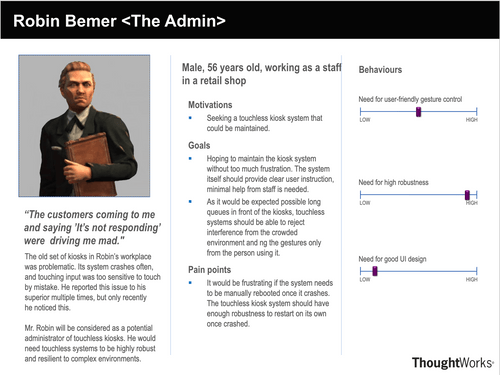 Robin Bemer <The Admin>
"The customers coming to me
and saying 'It's not responding'
were driving me mad."
The old set of kiosks in Robin's workplace
was problematic. Its system crashes often,
and touching input was too sensitive to touch
by mistake. He reported this issue to his
superior multiple times, but only recently
he noticed this.
Mr. Robin will be considered as a potential
administrator of touchless kiosks. He would
need touchless systems to be highly robust
and resilient to complex environments.
Male, 56 years old, working as a staff
in a retail shop
Motivations
Seeking a touchless kiosk system that
could be maintained.
Goals
Hoping to maintain the kiosk system
without too much frustration. The system
itself should provide clear user instruction,
minimal help from staff is needed.
As it would be expected possible long
queues in front of the kiosks, touchless
systems should be able to reject
interference from the crowded
environment and ng the gestures only
from the person using it.
Pain points
It would be frustrating if the system needs
to be manually rebooted once it crashes.
The touchless kiosk system should have
enough robustness to restart on its own
once crashed.
Behaviours
Need for user-friendly gesture control
LOW HIGH
Need for high robustness
LOW HIGH
Need for good UI design
LOW HIGH
ThoughtWorks®